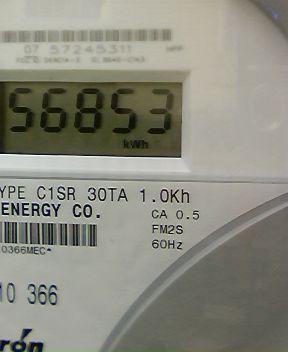 07 57245311
56853
kWh
YPE C1SR 30TA 1.0Kh
ENERGY CO.
CA 0.5
FM2S
60Hz
0366MEC*
10 366
rón